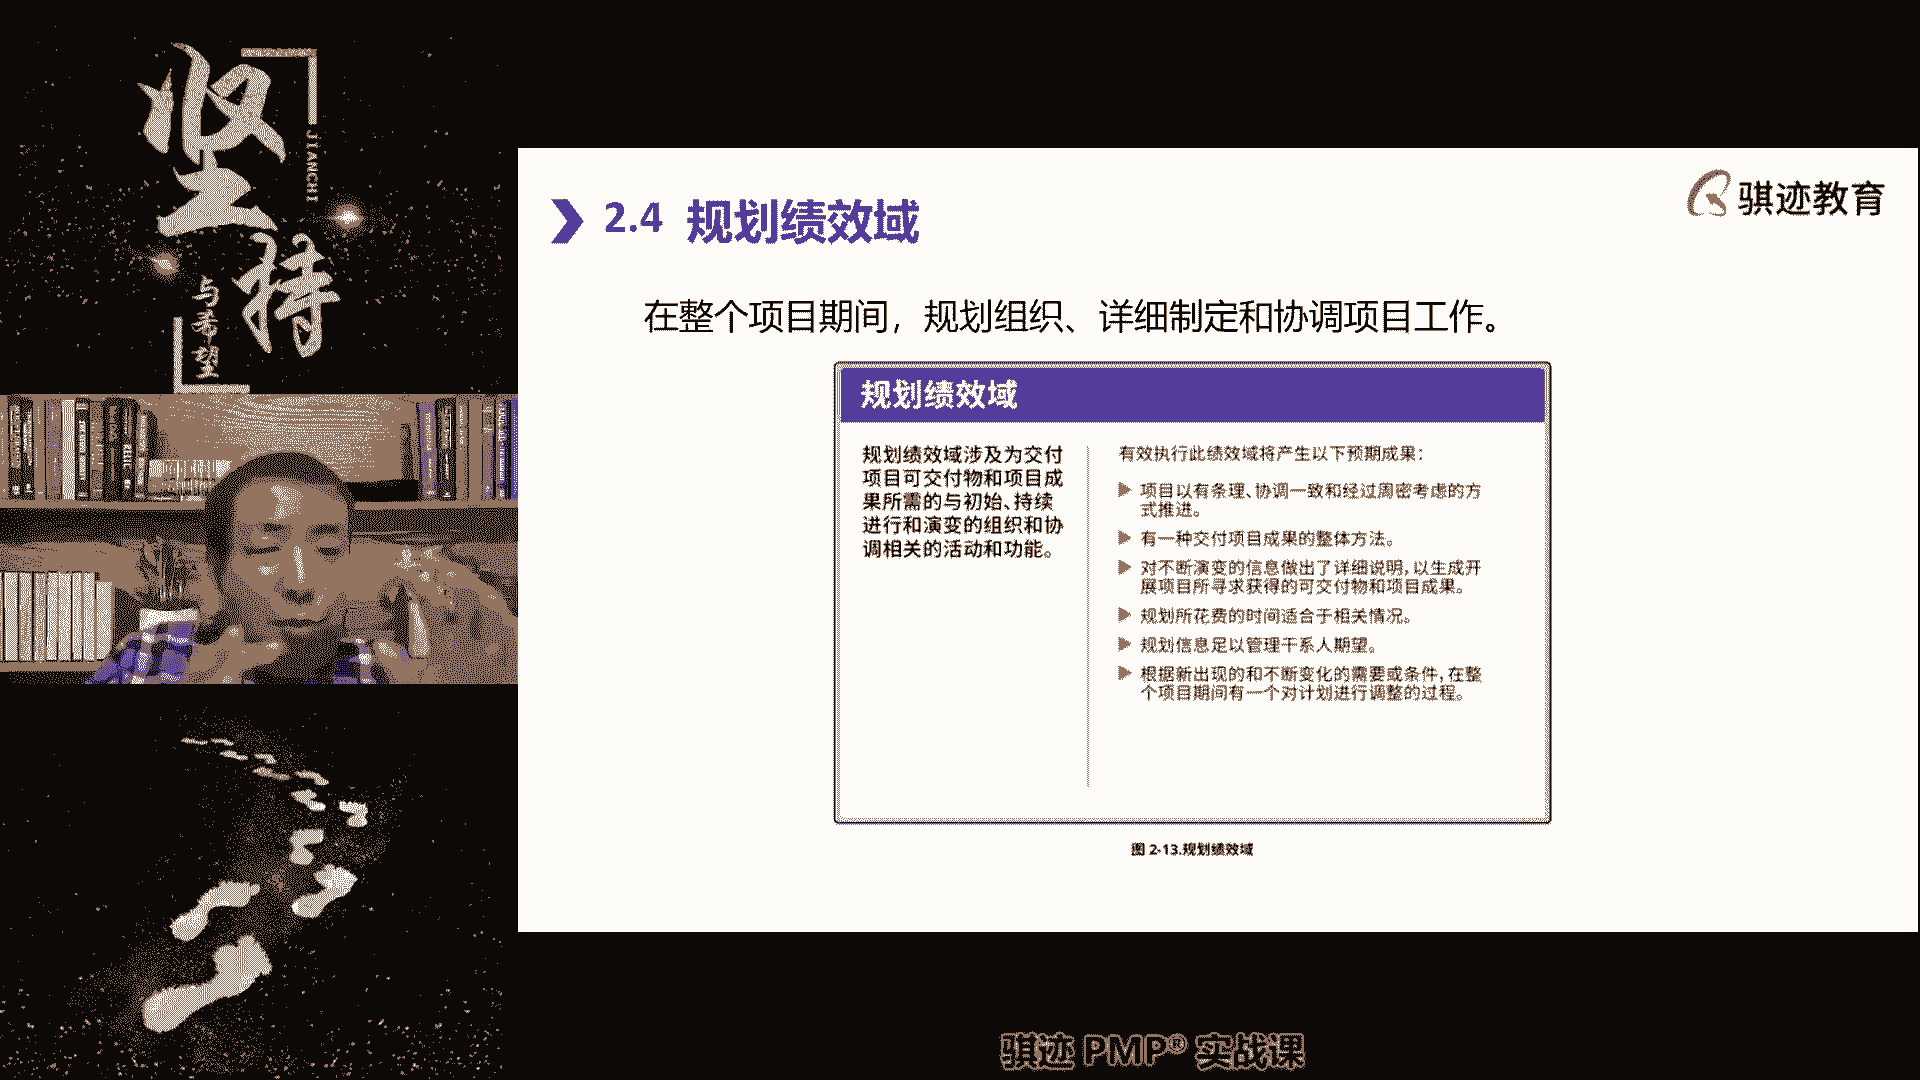 坚持
JIANCHI
与希望
2.4 规划绩效域
骐迹教育
在整个项目期间，规划组织、详细制定和协调项目工作。
规划绩效域
规划绩效域涉及为交付
项目可交付物和项目成
果所需的与初始、持续
进行和演变的组织和协
调相关的活动和功能。
有效执行此绩效域将产生以下预期成果：
▶ 项目以有条理、协调一致和经过周密考虑的方
式推进。
▶ 有一种交付项目成果的整体方法。
▶ 对不断演变的信息做出了详细说明，以生成开
展项目所寻求获得的可交付物和项目成果。
▶ 规划所花费的时间适合于相关情况。
▶ 规划信息足以管理干系人期望。
▶ 根据新出现的和不断变化的需要或条件，在整
个项目期间有一个对计划进行调整的过程。
图 2-13.规划绩效域
骐迹 PMP® 实战课